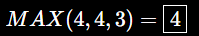 MAX(4,4,3) = 4